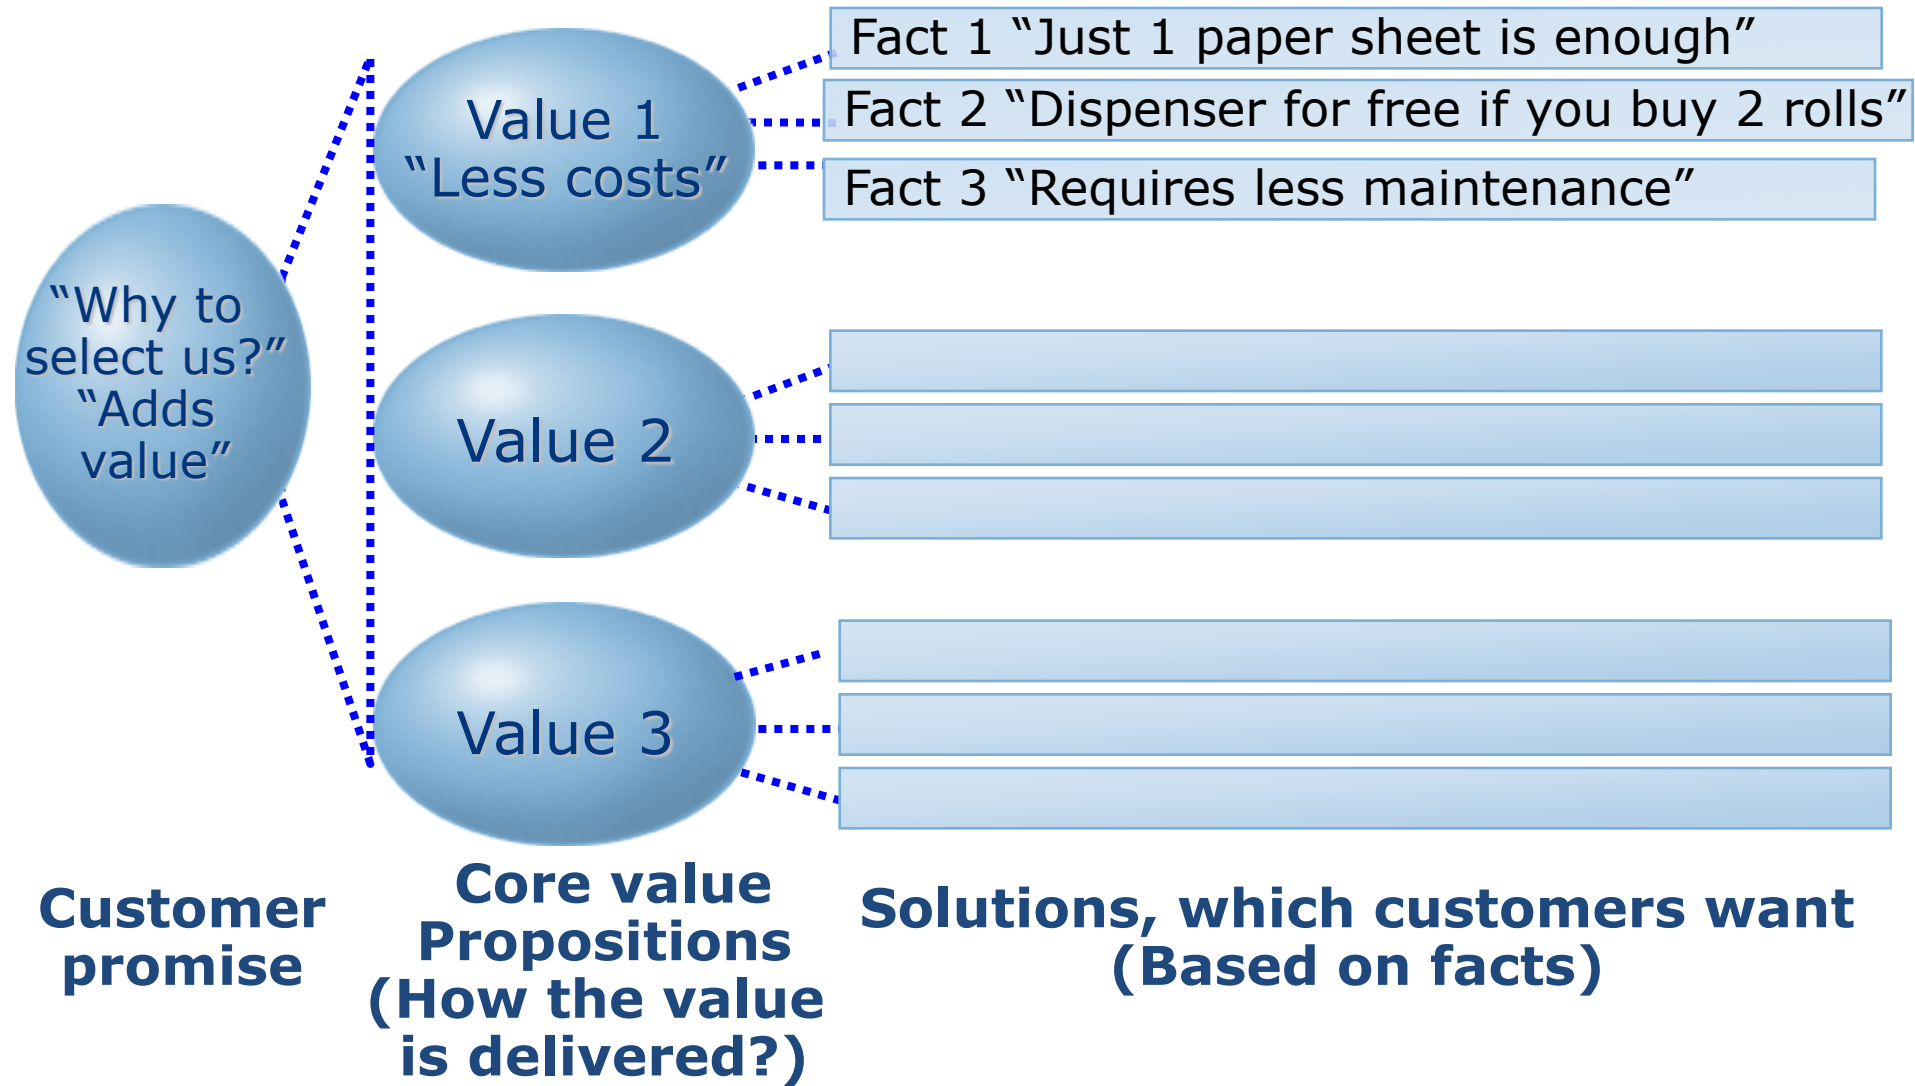 “Why to
select us?”
“Adds
value”
Value 1
“Less costs”
Fact 1 “Just 1 paper sheet is enough”
Fact 2 “Dispenser for free if you buy 2 rolls”
Fact 3 “Requires less maintenance”
Value 2
Value 3
Customer
promise
Core value
Propositions
(How the value
is delivered?)
Solutions, which customers want
(Based on facts)